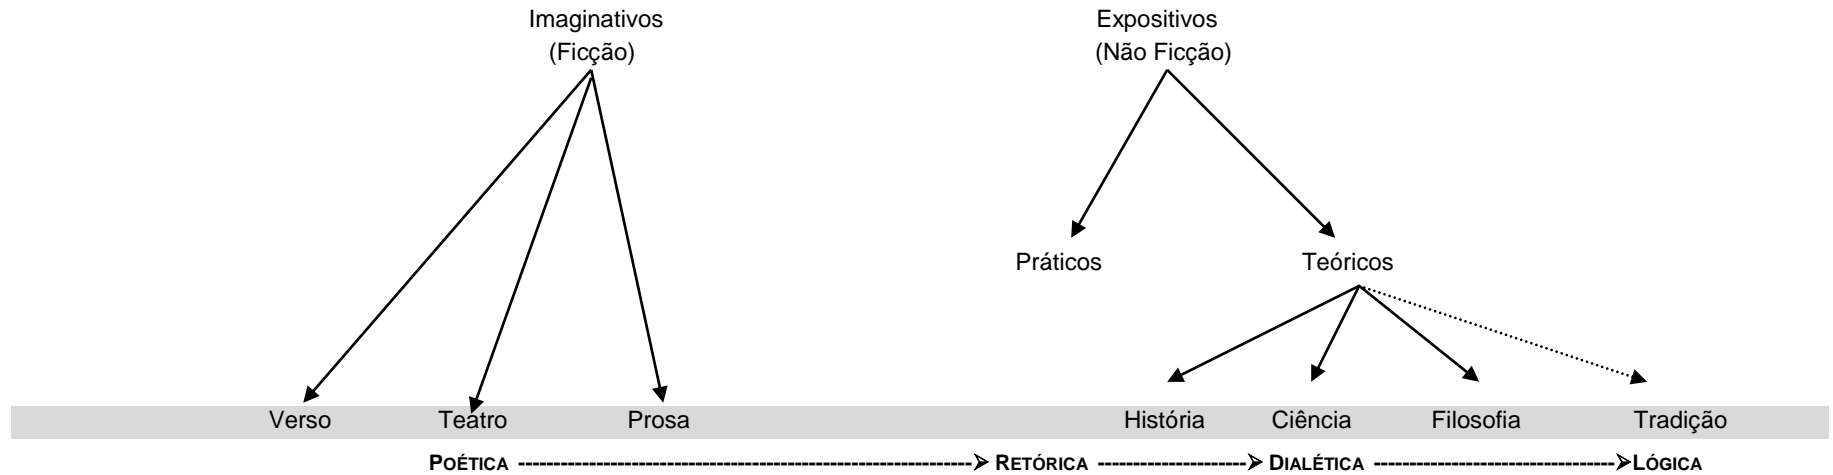 Imaginativos Expositivos
(Ficção) (Não Ficção)
Práticos Teóricos
Verso Teatro Prosa História Ciência Filosofia Tradição
POÉTICA RETÓRICA DIALÉTICA LÓGICA